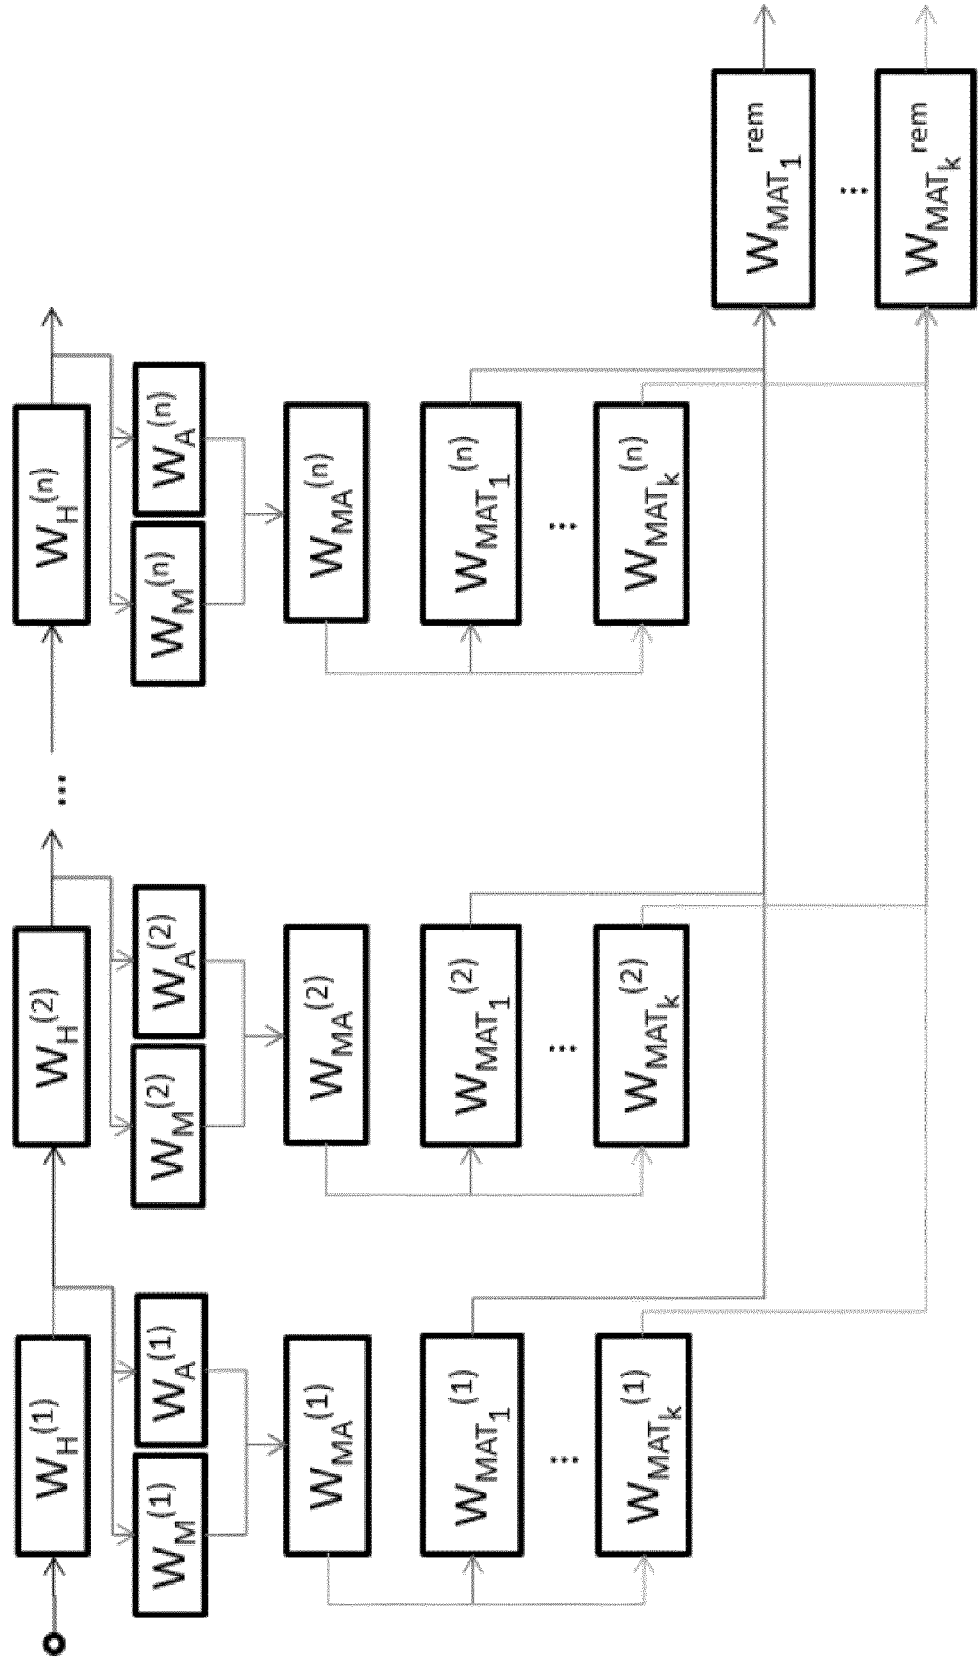 W_H^(1)
W_M^(1) W_A^(1)
W_MA^(1)
W_MAT_1^(1)
...
W_MAT_k^(1)
W_H^(2)
W_M^(2) W_A^(2)
W_MA^(2)
W_MAT_1^(2)
...
W_MAT_k^(2)
...
W_H^(n)
W_M^(n) W_A^(n)
W_MA^(n)
W_MAT_1^(n)
...
W_MAT_k^(n)
W_MAT_1^rem
...
W_MAT_k^rem